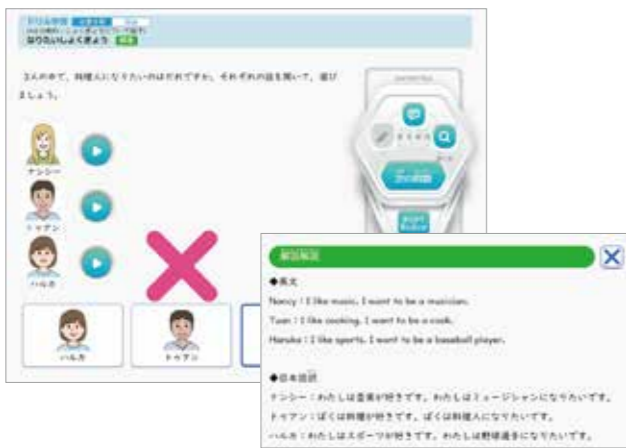 ドリル学習
なりたいしょくぎょう
3人の中で、料理人になりたいのはだれですか。それぞれの話を聞いて、選び
ましょう。
ナンシー
トゥアン
ハルカ
次の問題
ハルカ
トゥアン
解説
◆英文
Nancy : I like music. I want to be a musician.
Tuan : I like cooking. I want to be a cook.
Haruka : I like sports. I want to be a baseball player.
◆日本語訳
ナンシー：わたしは音楽が好きです。わたしはミュージシャンになりたいです。
トゥアン：ぼくは料理が好きです。ぼくは料理人になりたいです。
ハルカ：わたしはスポーツが好きです。わたしは野球選手になりたいです。